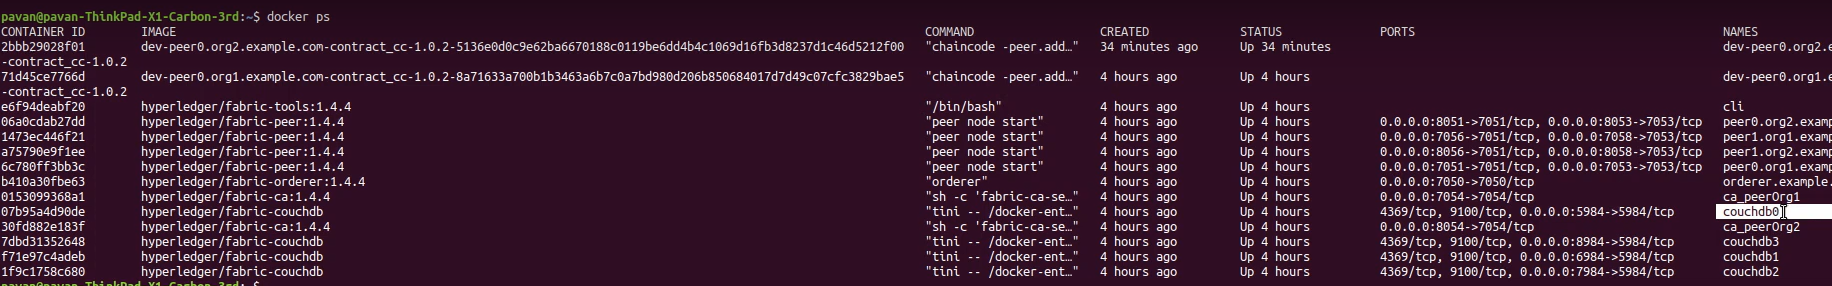 pavan@pavan-ThinkPad-X1-Carbon-3rd:~$ docker ps
CONTAINER ID IMAGE COMMAND CREATED STATUS PORTS NAMES
2bbb29028f01 dev-peer0.org2.example.com-contract_cc-1.0.2-5136e0d0c9e62ba6670188c0119be6dd4b4c1069d16fb3d8237d1c46d5212f00 "chaincode -peer.add…" 34 minutes ago Up 34 minutes dev-peer0.org2.e
-contract_cc-1.0.2
71d45ce7766d dev-peer0.org1.example.com-contract_cc-1.0.2-8a71633a700b1b3463a6b7c0a7bd980d206b850684017d7d49c07cfc3829bae5 "chaincode -peer.add…" 4 hours ago Up 4 hours dev-peer0.org1.e
-contract_cc-1.0.2
e6f94deabf20 hyperledger/fabric-tools:1.4.4 "/bin/bash" 4 hours ago Up 4 hours cli
06a0cdab27dd hyperledger/fabric-peer:1.4.4 "peer node start" 4 hours ago Up 4 hours 0.0.0.0:8051->7051/tcp, 0.0.0.0:8053->7053/tcp peer0.org2.examp
1473ec446f21 hyperledger/fabric-peer:1.4.4 "peer node start" 4 hours ago Up 4 hours 0.0.0.0:7056->7051/tcp, 0.0.0.0:7058->7053/tcp peer1.org1.examp
a75790e9f1ee hyperledger/fabric-peer:1.4.4 "peer node start" 4 hours ago Up 4 hours 0.0.0.0:8056->7051/tcp, 0.0.0.0:8058->7053/tcp peer1.org2.examp
6c780ff3bb3c hyperledger/fabric-peer:1.4.4 "peer node start" 4 hours ago Up 4 hours 0.0.0.0:7051->7051/tcp, 0.0.0.0:7053->7053/tcp peer0.org1.examp
b410a30fbe63 hyperledger/fabric-orderer:1.4.4 "orderer" 4 hours ago Up 4 hours 0.0.0.0:7050->7050/tcp orderer.example.
0153099368a1 hyperledger/fabric-ca:1.4.4 "sh -c 'fabric-ca-se…" 4 hours ago Up 4 hours 0.0.0.0:7054->7054/tcp ca_peerOrg1
07b95a4d90de hyperledger/fabric-couchdb "tini -- /docker-ent…" 4 hours ago Up 4 hours 4369/tcp, 9100/tcp, 0.0.0.0:5984->5984/tcp couchdb0
30fd882e183f hyperledger/fabric-ca:1.4.4 "sh -c 'fabric-ca-se…" 4 hours ago Up 4 hours 0.0.0.0:8054->7054/tcp ca_peerOrg2
7dbd31352648 hyperledger/fabric-couchdb "tini -- /docker-ent…" 4 hours ago Up 4 hours 4369/tcp, 9100/tcp, 0.0.0.0:8984->5984/tcp couchdb3
f71e97c4adeb hyperledger/fabric-couchdb "tini -- /docker-ent…" 4 hours ago Up 4 hours 4369/tcp, 9100/tcp, 0.0.0.0:6984->5984/tcp couchdb1
1f9c1758c680 hyperledger/fabric-couchdb "tini -- /docker-ent…" 4 hours ago Up 4 hours 4369/tcp, 9100/tcp, 0.0.0.0:7984->5984/tcp couchdb2
pavan@pavan-ThinkPad-X1-Carbon-3rd:~$